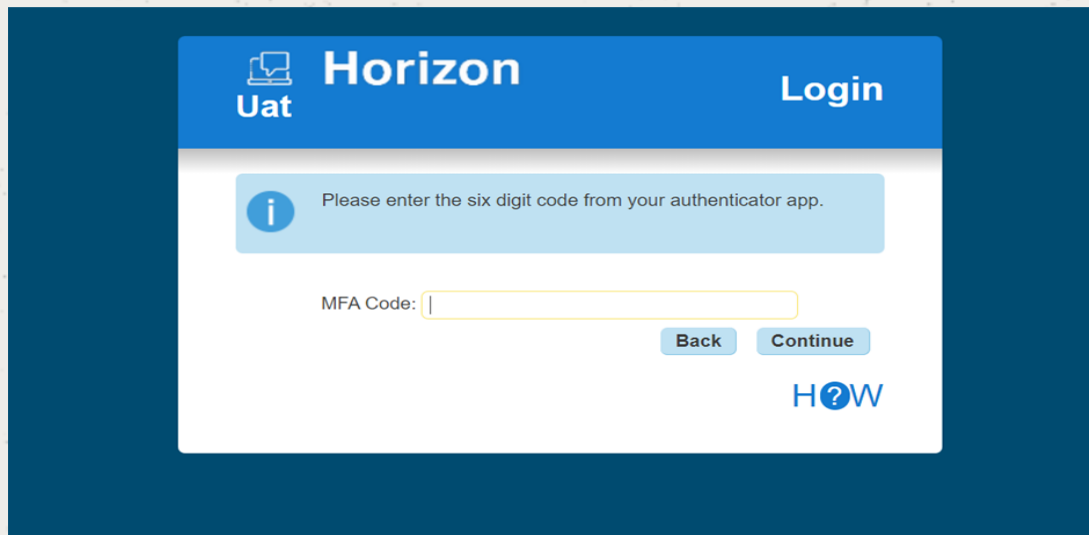 Horizon
Uat
Login
Please enter the six digit code from your authenticator app.
MFA Code:
Back Continue
H?W